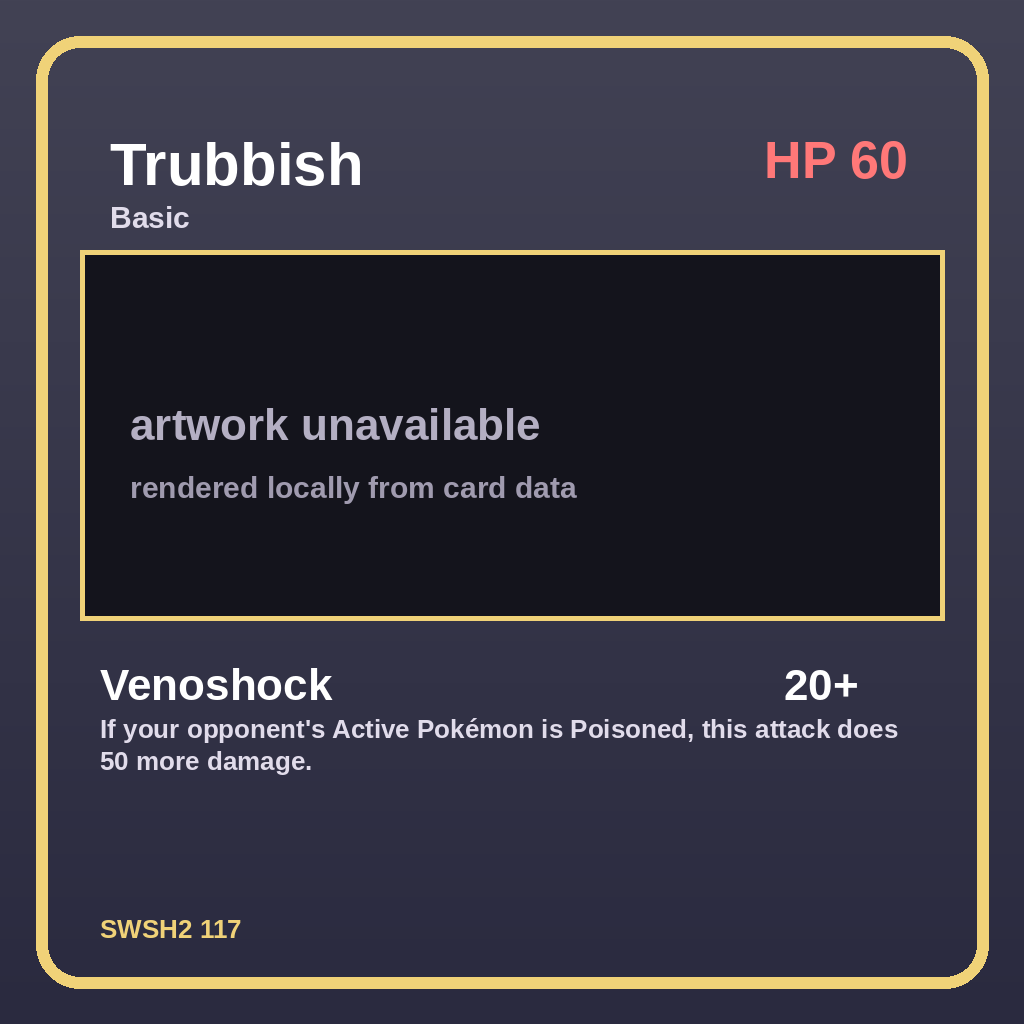 Trubbish
HP 60
Basic
artwork unavailable
rendered locally from card data
Venoshock
20+
If your opponent's Active Pokémon is Poisoned, this attack does
50 more damage.
SWSH2 117